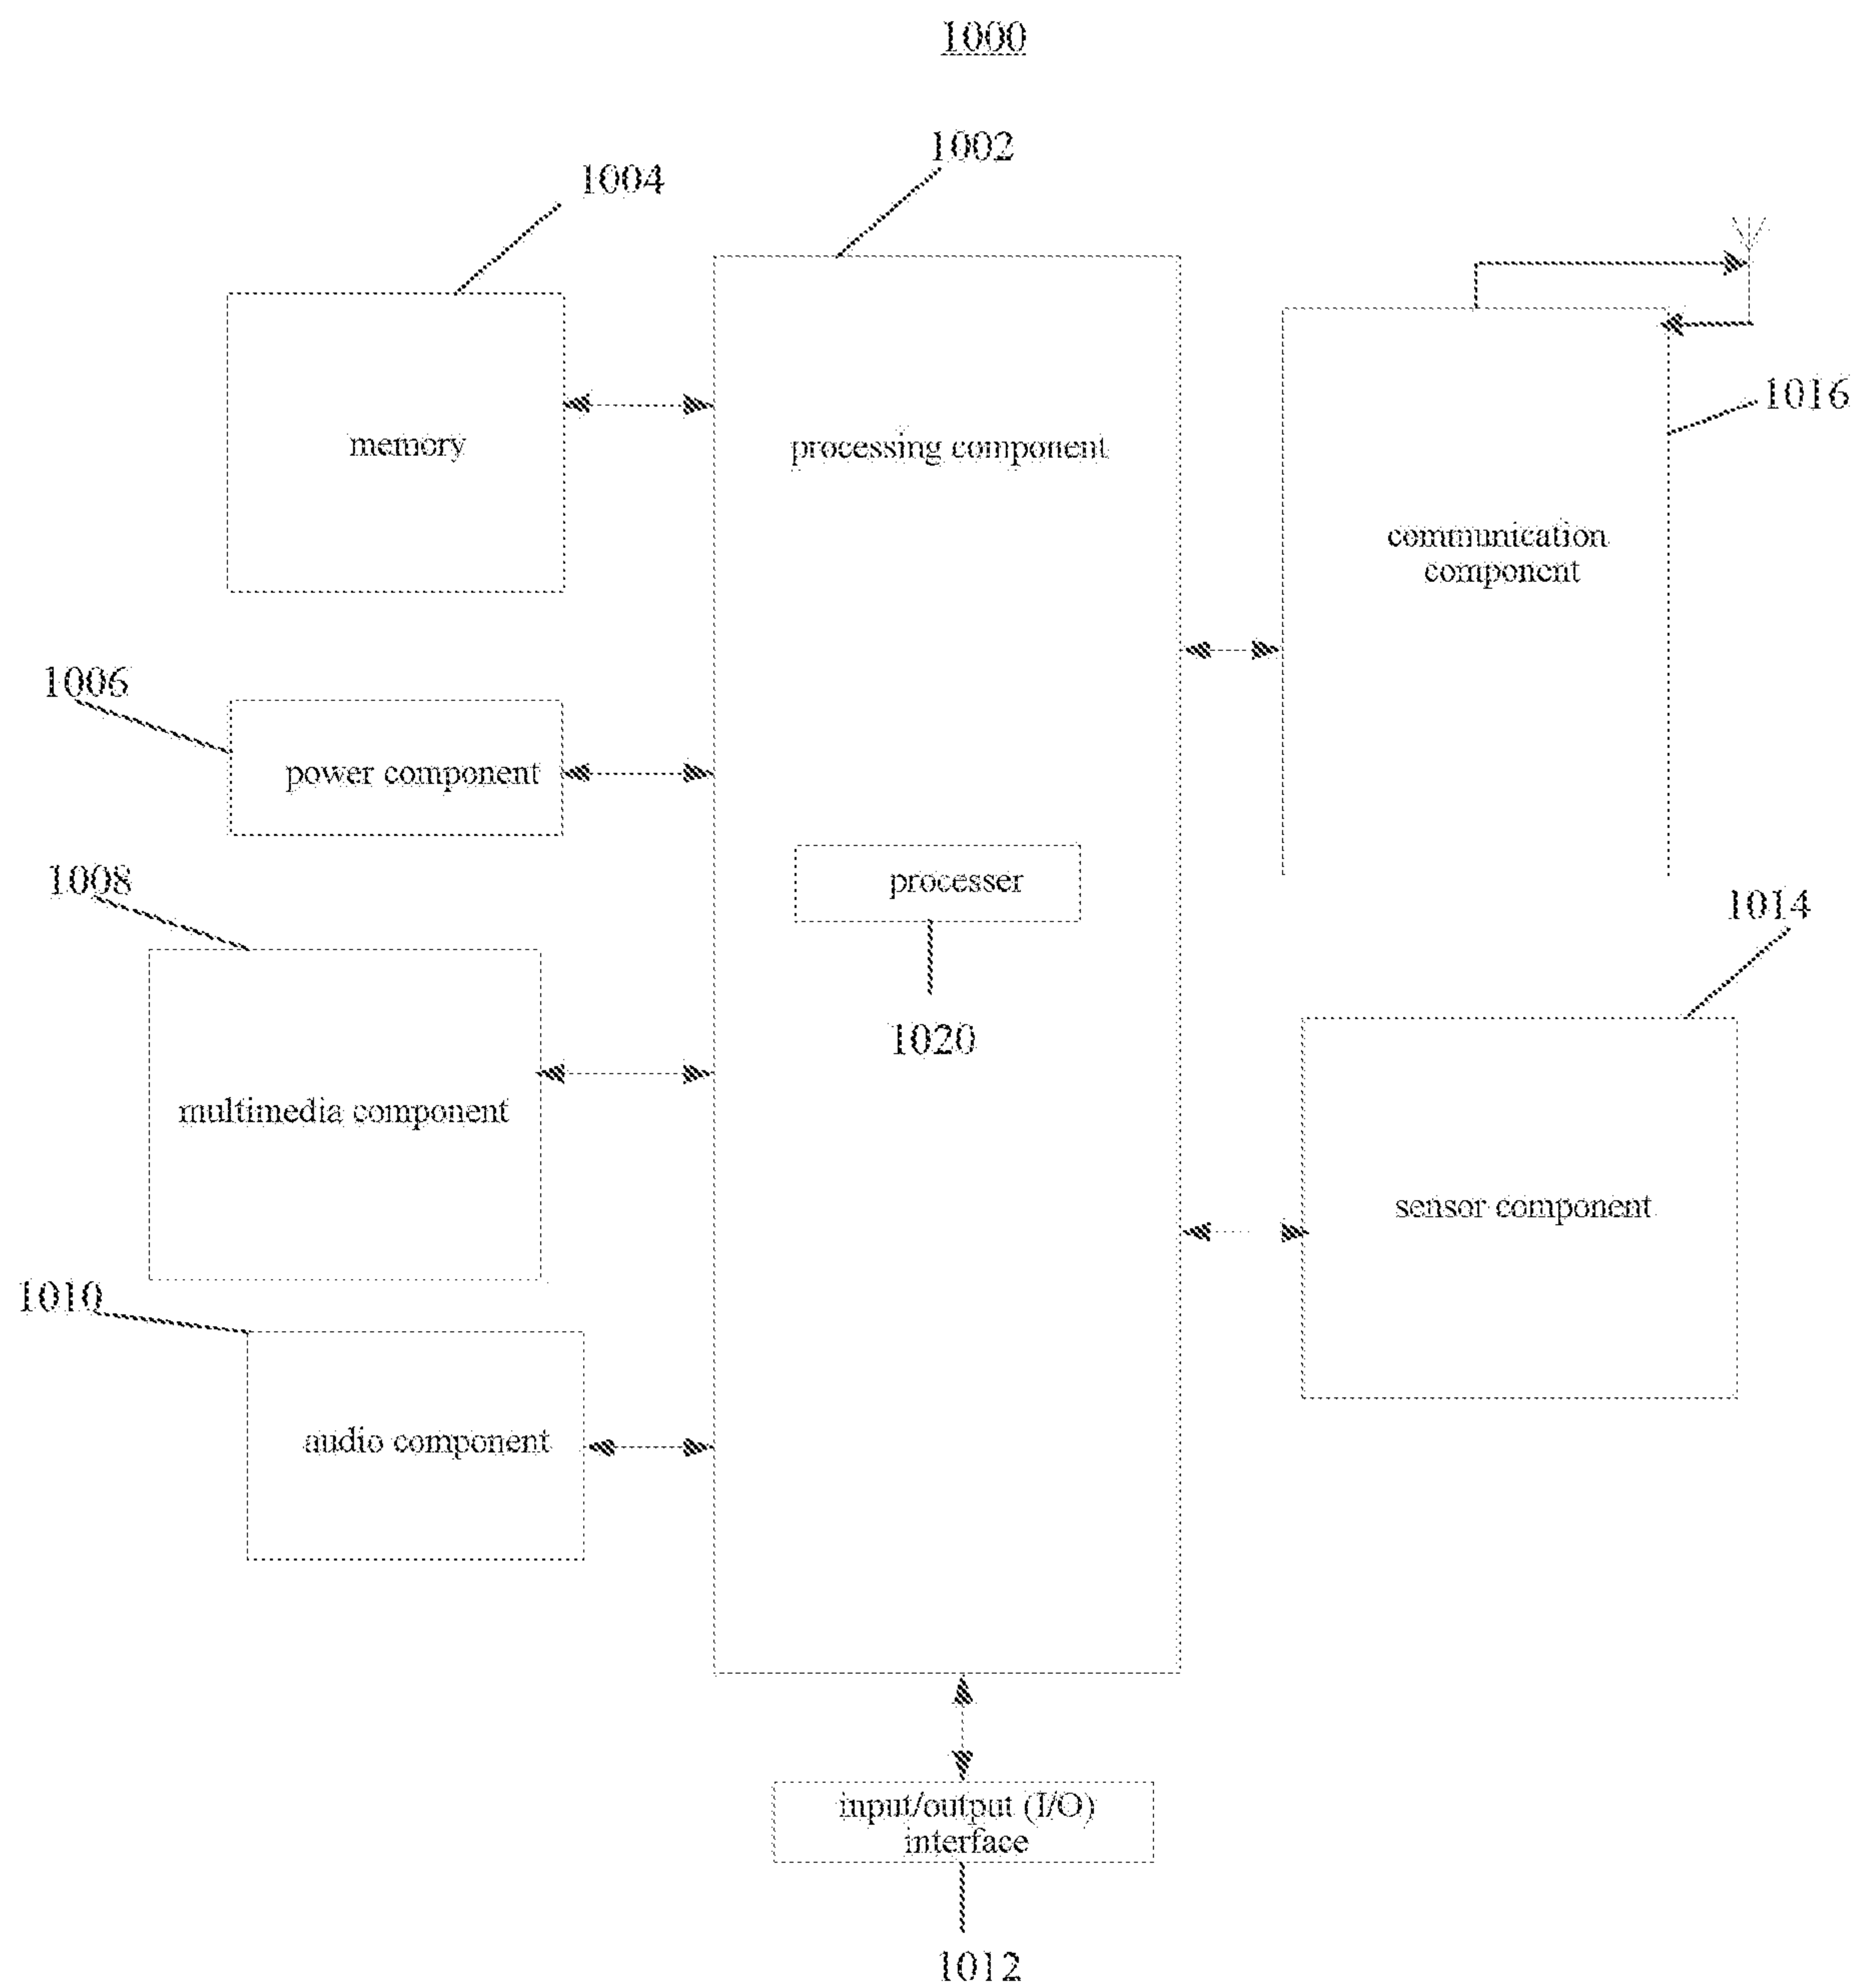 1000
1002
1004
1016
memory
processing component
communication
component
1006
power component
1008
processer
1014
1020
multimedia component
sensor component
1010
audio component
input/output (I/O)
interface
1012